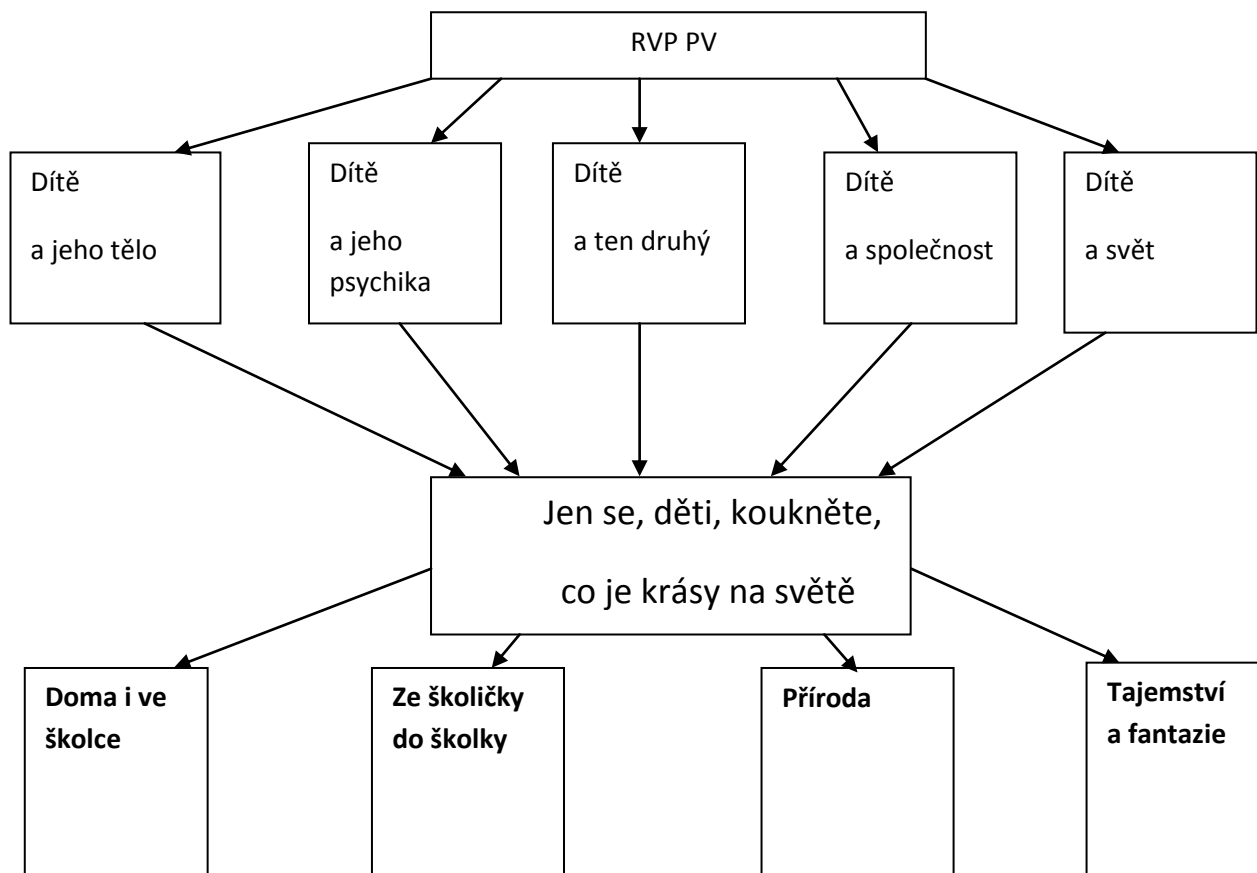 RVP PV
Dítě
a jeho tělo
Dítě
a jeho
psychika
Dítě
a ten druhý
Dítě
a společnost
Dítě
a svět
Jen se, děti, koukněte,
co je krásy na světě
Doma i ve
školce
Ze školičky
do školky
Příroda
Tajemství
a fantazie